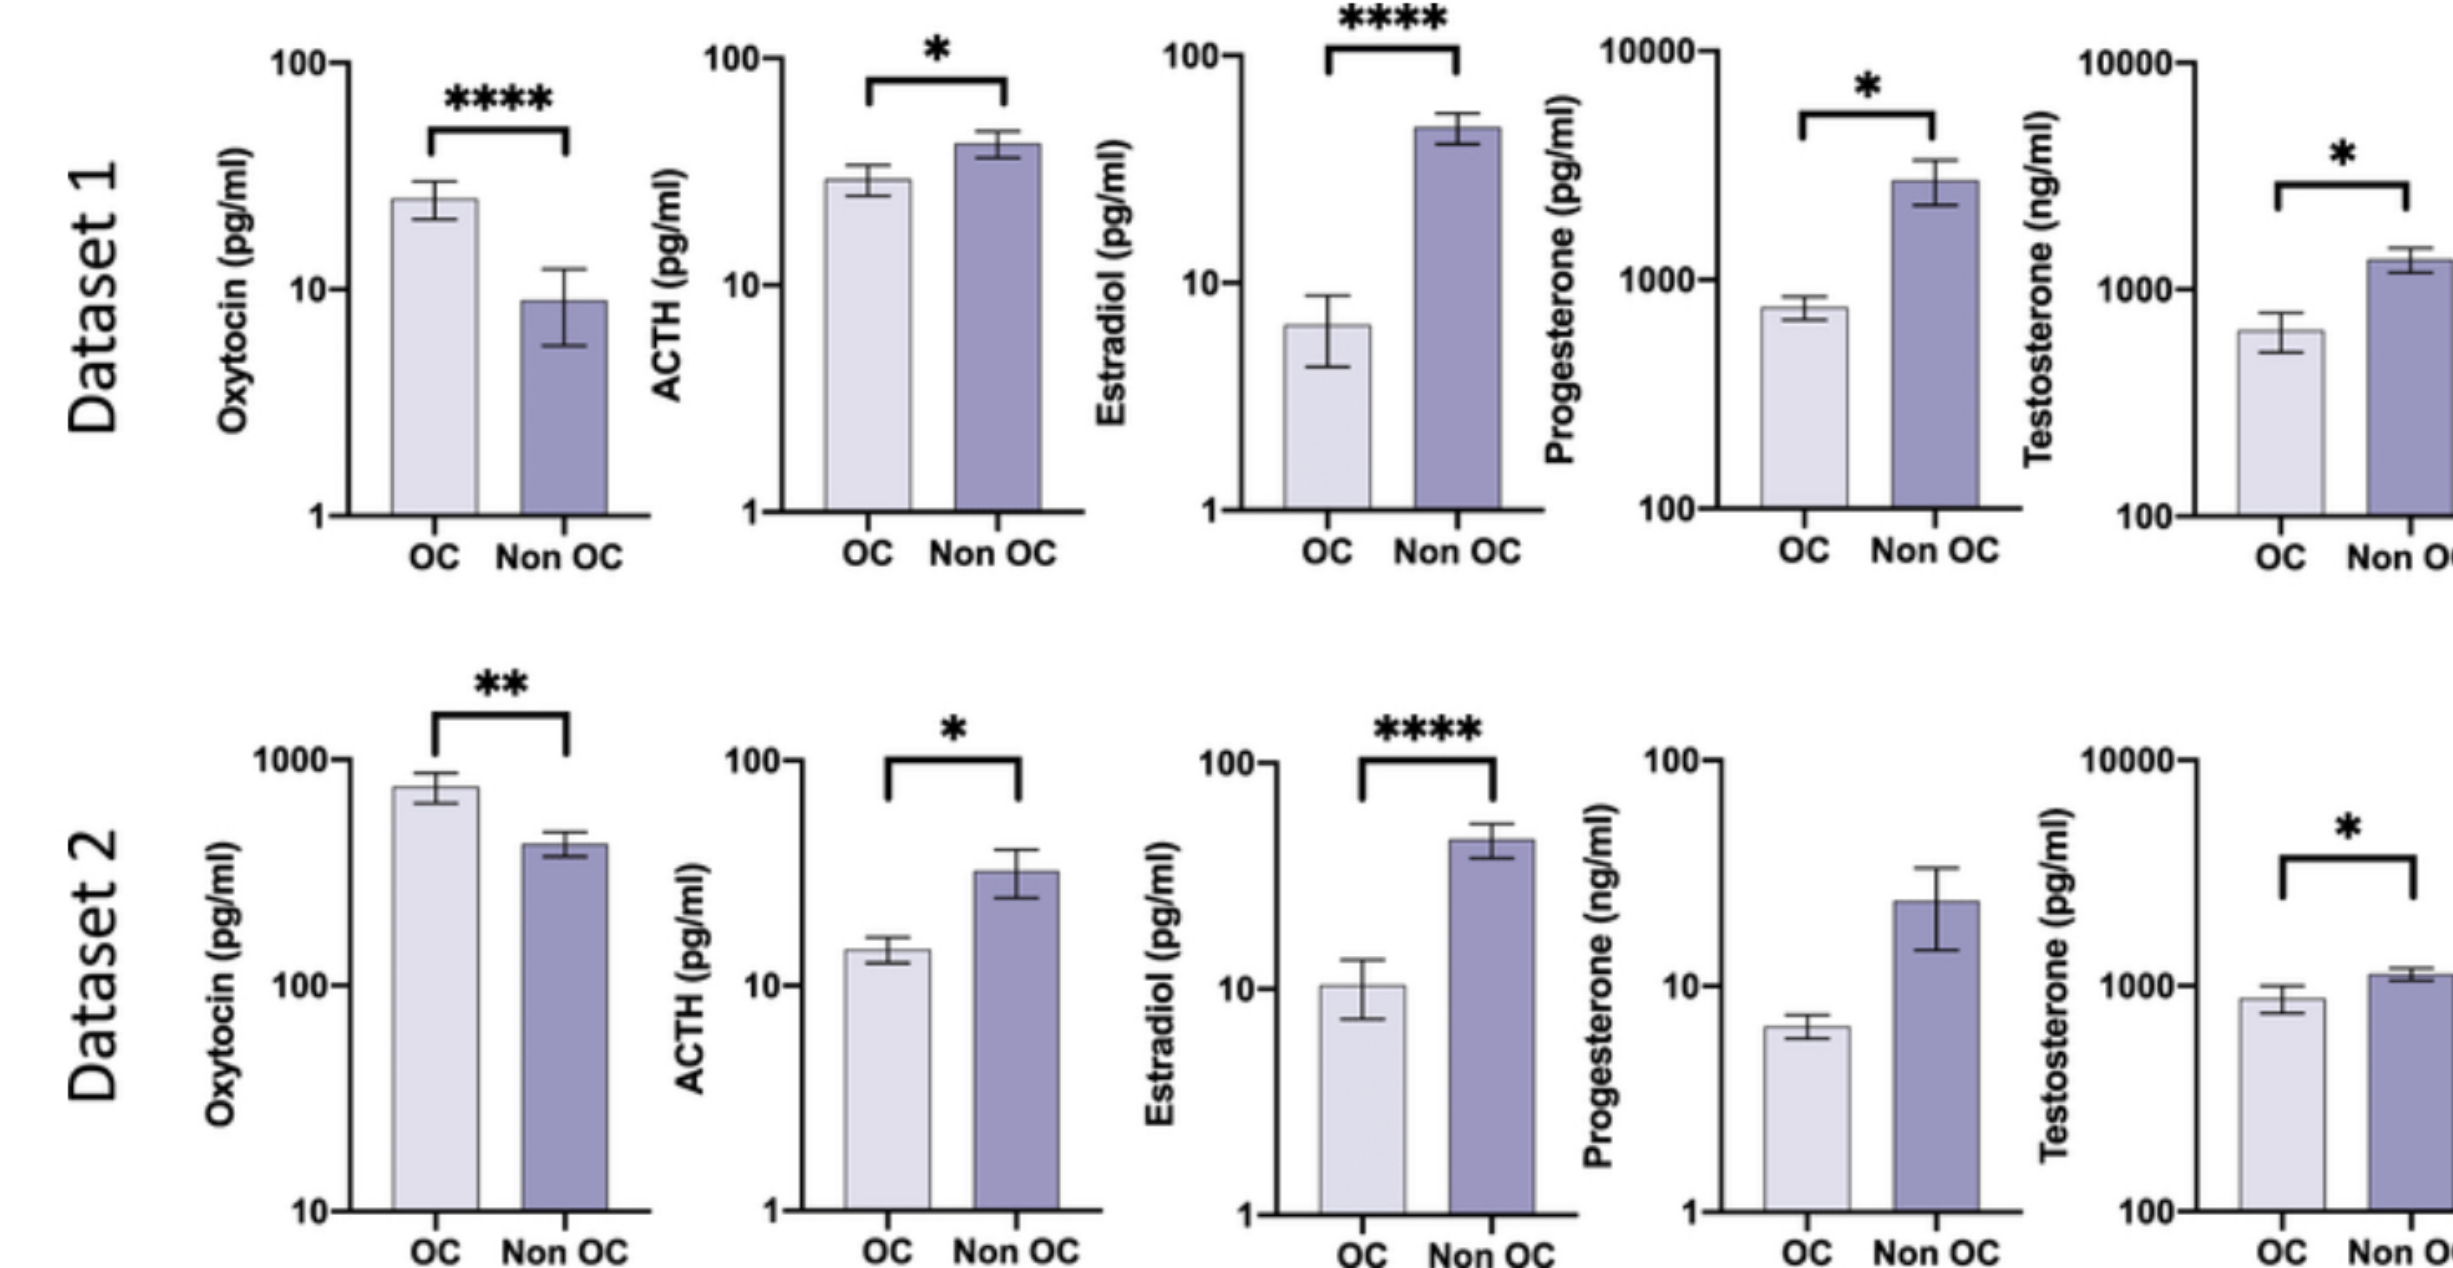 Dataset 1
Oxytocin (pg/ml)
100
10
1
****
OC Non OC
ACTH (pg/ml)
100
10
1
*
OC Non OC
Estradiol (pg/ml)
100
10
1
****
OC Non OC
Progesterone (pg/ml)
10000
1000
100
*
OC Non OC
Testosterone (ng/ml)
10000
1000
100
*
OC Non
Dataset 2
Oxytocin (pg/ml)
1000
100
10
**
OC Non OC
ACTH (pg/ml)
100
10
1
*
OC Non OC
Estradiol (pg/ml)
100
10
1
****
OC Non OC
Progesterone (ng/ml)
100
10
1
OC Non OC
Testosterone (pg/ml)
10000
1000
100
*
OC Non